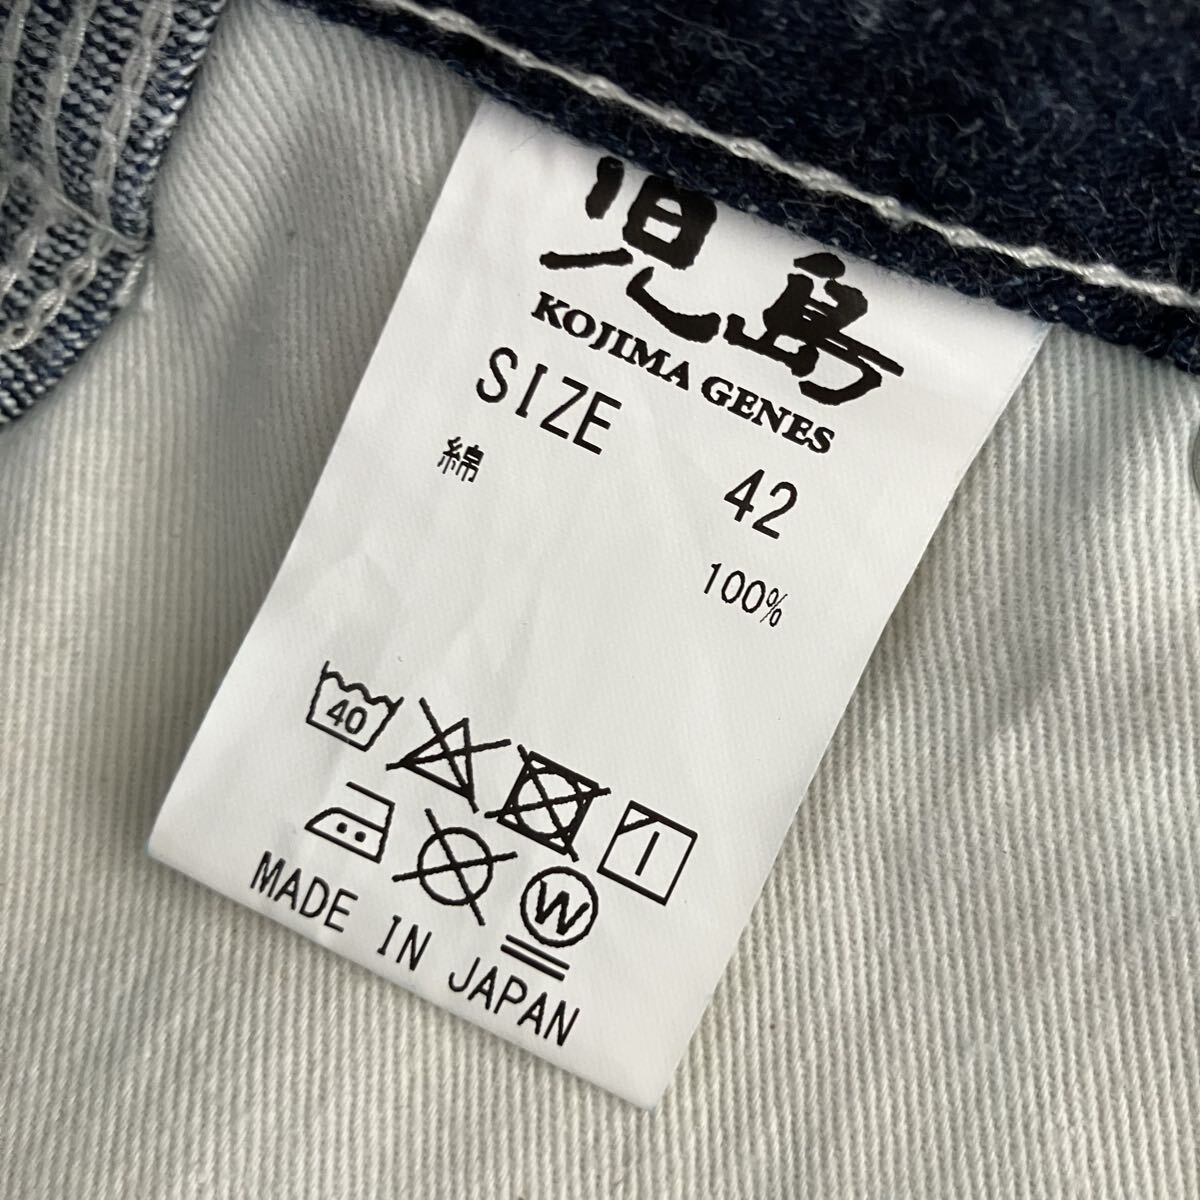 児島
KOJIMA GENES
SIZE 42
綿 100%
40
W
MADE IN JAPAN